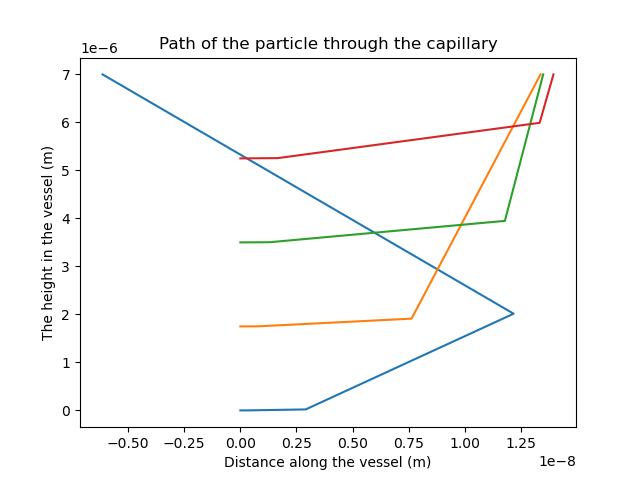 Path of the particle through the capillary
1e−6
7
6
5
4
3
2
1
0
The height in the vessel (m)
−0.50 −0.25 0.00 0.25 0.50 0.75 1.00 1.25
1e−8
Distance along the vessel (m)